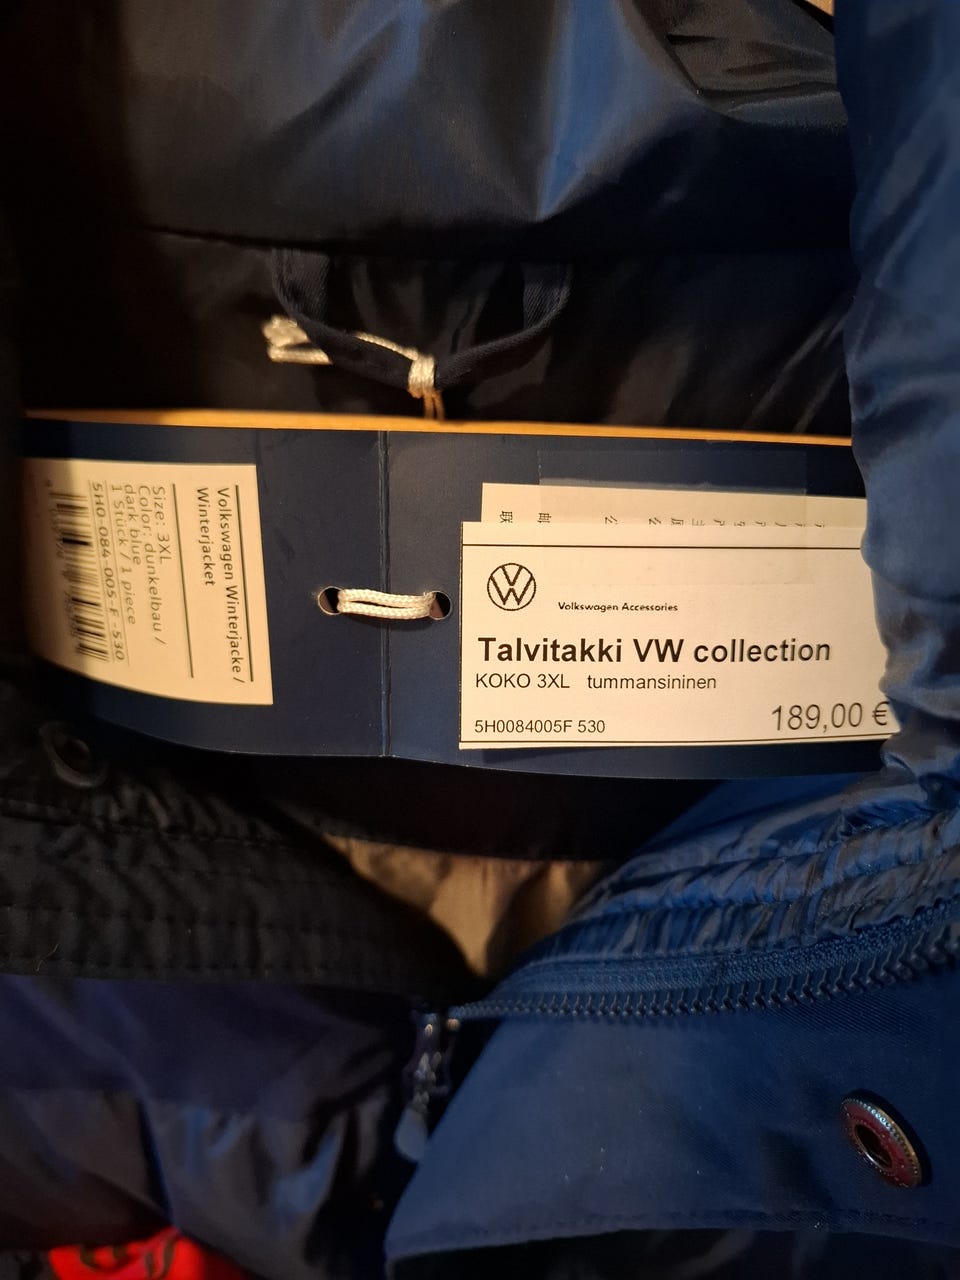 Volkswagen Winterjacke /
Winterjacket
Size: 3XL
Color: dunkelbau /
dark blue
1 Stück / 1 piece
5H0-084-005-F -530
Volkswagen Accessories
Talvitakki VW collection
KOKO 3XL tummansininen
5H0084005F 530
189,00 €